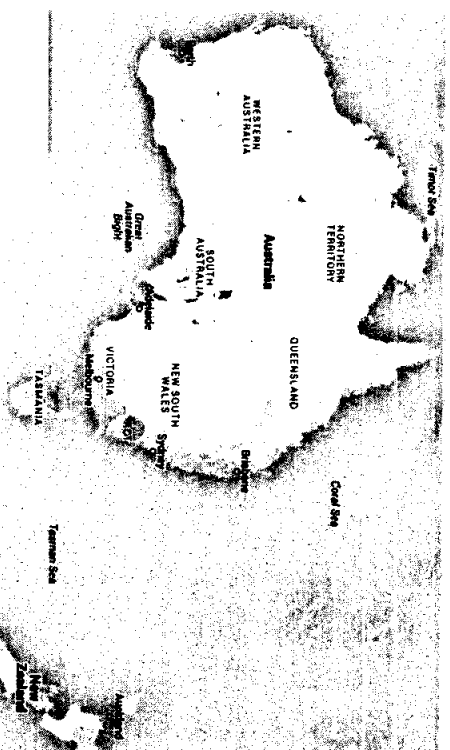 Timor Sea
NORTHERN
TERRITORY
WESTERN
AUSTRALIA
Australia
QUEENSLAND
Coral Sea
SOUTH
AUSTRALIA
Brisbane
Great
Australian
Bight
NEW SOUTH
WALES
Adelaide
Sydney
VICTORIA
Melbourne
TASMANIA
Tasman Sea
Auckland
New
Zealand